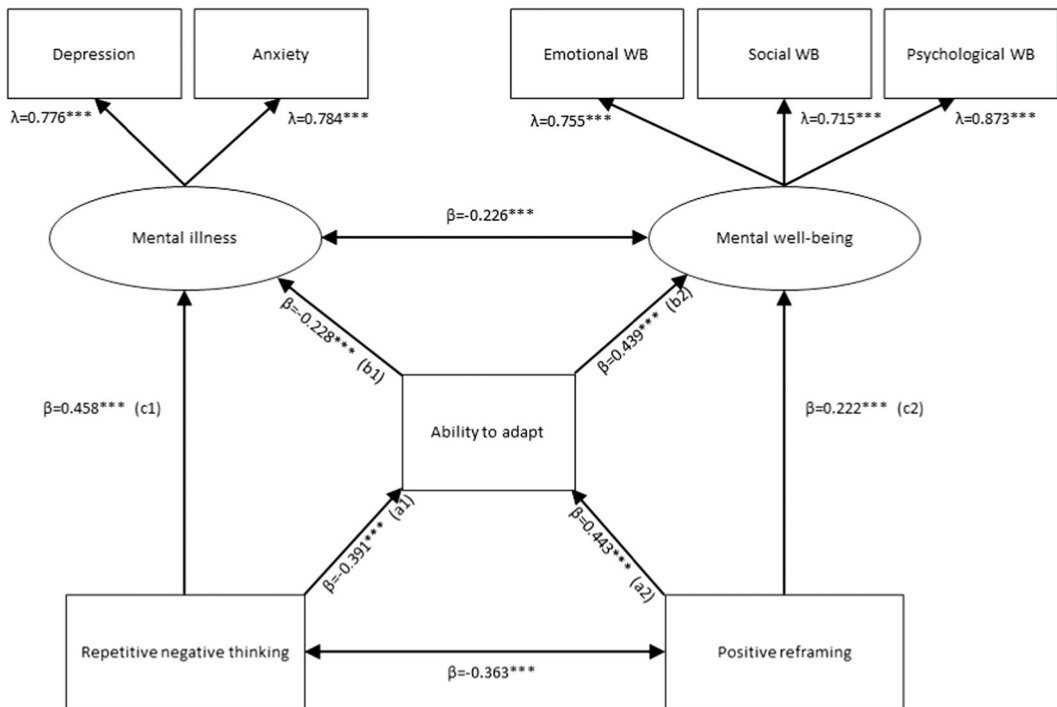 Depression
Anxiety
Emotional WB
Social WB
Psychological WB
λ=0.776***
λ=0.784***
λ=0.755***
λ=0.715***
λ=0.873***
Mental illness
β=-0.226***
Mental well-being
β=-0.228*** (b1)
β=0.439*** (b2)
β=0.458*** (c1)
Ability to adapt
β=0.222*** (c2)
β=-0.391*** (a1)
β=0.443*** (a2)
Repetitive negative thinking
β=-0.363***
Positive reframing